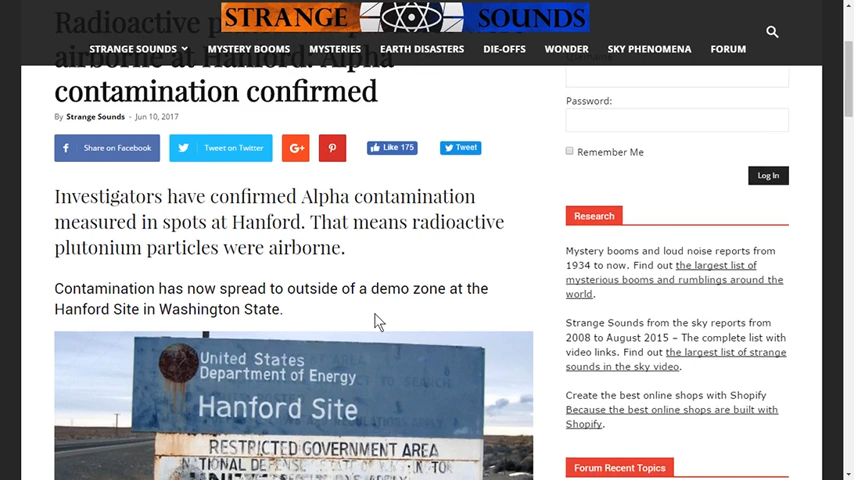 STRANGE SOUNDS
STRANGE SOUNDS MYSTERY BOOMS MYSTERIES EARTH DISASTERS DIE-OFFS WONDER SKY PHENOMENA FORUM
Radioactive
airborne at Hanford: Alpha
contamination confirmed
By Strange Sounds - Jun 10, 2017
Share on Facebook Tweet on Twitter G+ Like 175 Tweet
Investigators have confirmed Alpha contamination
measured in spots at Hanford. That means radioactive
plutonium particles were airborne.
Contamination has now spread to outside of a demo zone at the
Hanford Site in Washington State.
United States
Department of Energy
Hanford Site
RESTRICTED GOVERNMENT AREA
Password:
Remember Me
Log In
Research
Mystery booms and loud noise reports from
1934 to now. Find out the largest list of
mysterious booms and rumblings around the
world.
Strange Sounds from the sky reports from
2008 to August 2015 – The complete list with
video links. Find out the largest list of strange
sounds in the sky video.
Create the best online shops with Shopify
Because the best online shops are built with
Shopify.
Forum Recent Topics